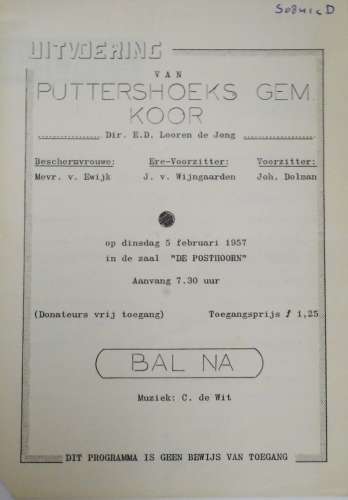 S0841cD
UITVOERING
VAN
PUTTERSHOEKS GEM.
KOOR
Dir. E.D. Looren de Jong
Beschermvrouwe: Ere-Voorzitter: Voorzitter:
Mevr. v. Ewijk J. v. Wijngaarden Joh. Dolman
op dinsdag 5 februari 1957
in de zaal "DE POSTHOORN"
Aanvang 7.30 uur
(Donateurs vrij toegang) Toegangsprijs f 1,25
BAL NA
Muziek: C. de Wit
DIT PROGRAMMA IS GEEN BEWIJS VAN TOEGANG